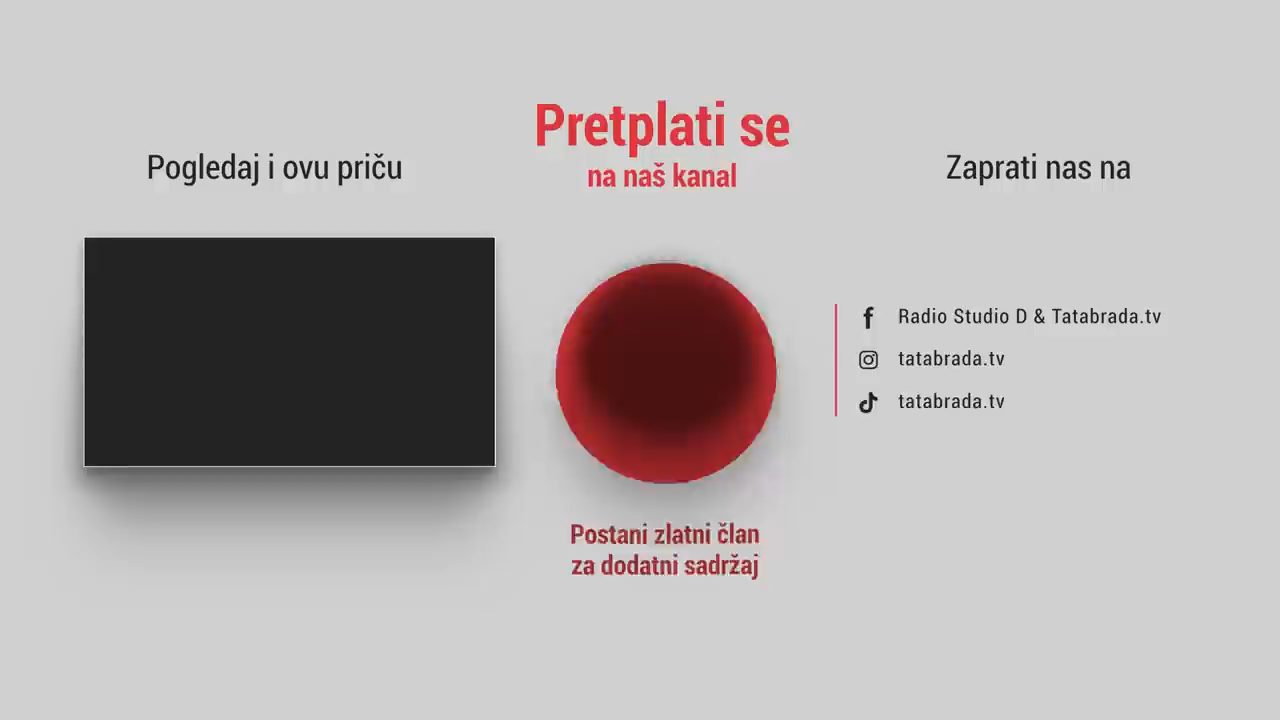 Pogledaj i ovu priču
Pretplati se
na naš kanal
Postani zlatni član
za dodatni sadržaj
Zaprati nas na
Radio Studio D & Tatabrada.tv
tatabrada.tv
tatabrada.tv